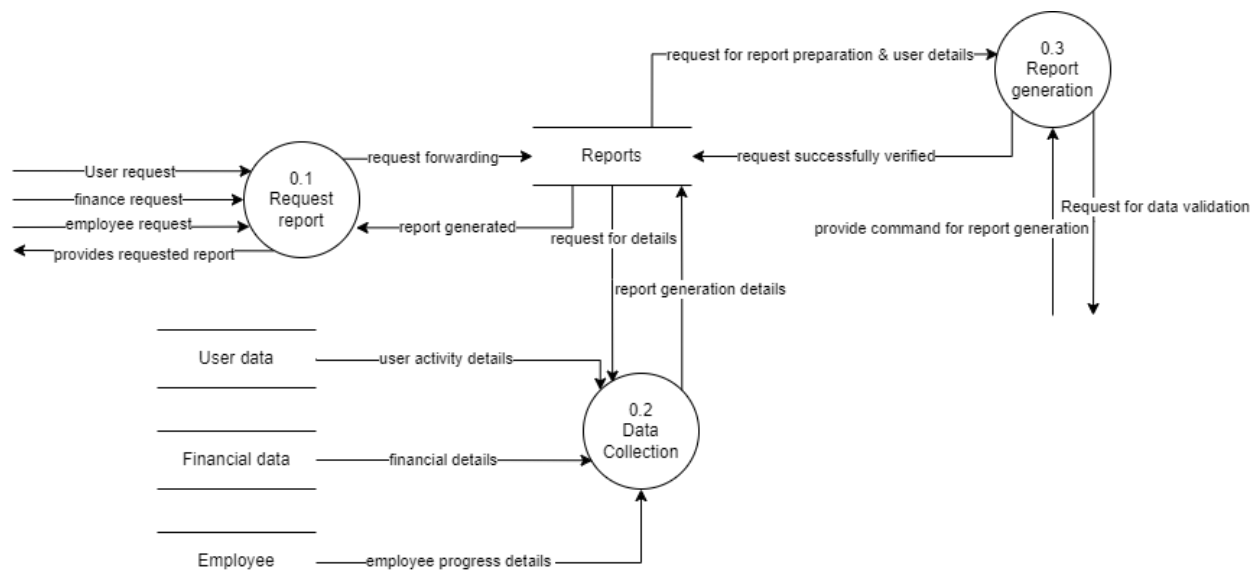 0.3
Report
generation
request for report preparation & user details
Reports
request forwarding
request successfully verified
User request
finance request
employee request
provides requested report
0.1
Request
report
report generated
request for details
Request for data validation
provide command for report generation
report generation details
User data
user activity details
0.2
Data
Collection
Financial data
financial details
Employee
employee progress details